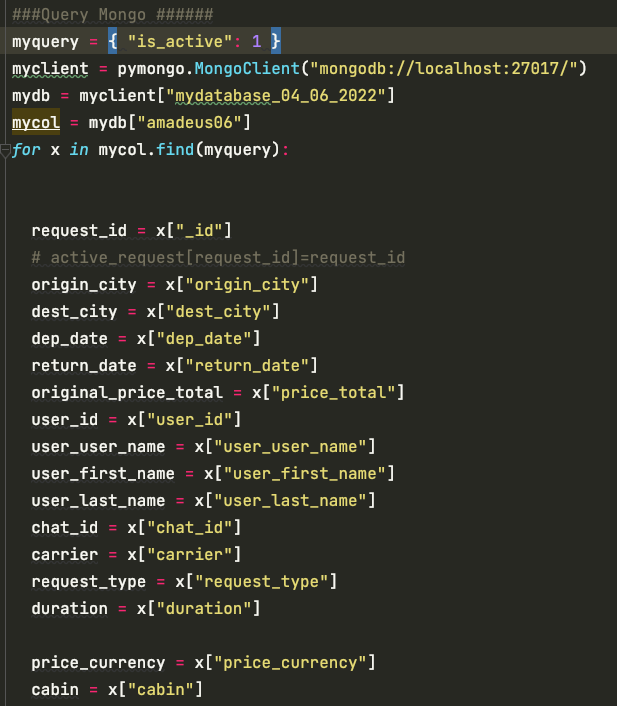 ###Query Mongo ######
myquery = { "is_active": 1 }
myclient = pymongo.MongoClient("mongodb://localhost:27017/")
mydb = myclient["mydatabase_04_06_2022"]
mycol = mydb["amadeus06"]
for x in mycol.find(myquery):
request_id = x["_id"]
# active_request[request_id]=request_id
origin_city = x["origin_city"]
dest_city = x["dest_city"]
dep_date = x["dep_date"]
return_date = x["return_date"]
original_price_total = x["price_total"]
user_id = x["user_id"]
user_user_name = x["user_user_name"]
user_first_name = x["user_first_name"]
user_last_name = x["user_last_name"]
chat_id = x["chat_id"]
carrier = x["carrier"]
request_type = x["request_type"]
duration = x["duration"]
price_currency = x["price_currency"]
cabin = x["cabin"]